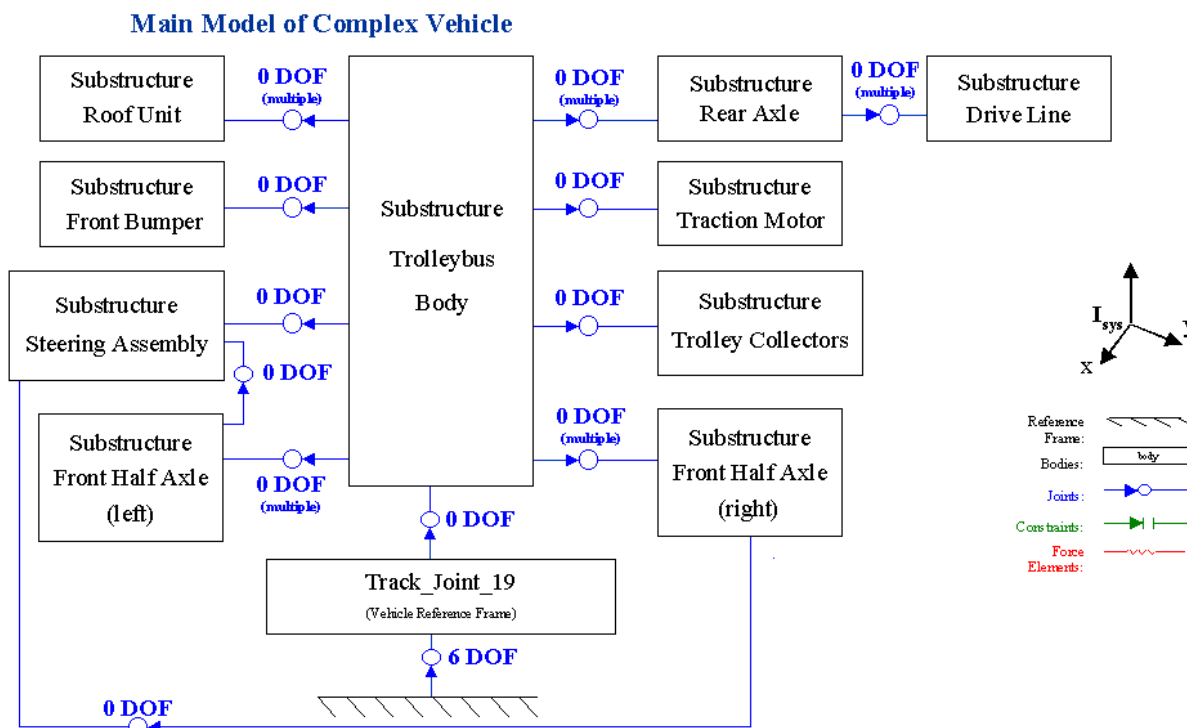 Main Model of Complex Vehicle
Substructure
Roof Unit
0 DOF
(multiple)
Substructure
Trolleybus
Body
0 DOF
(multiple)
Substructure
Rear Axle
0 DOF
(multiple)
Substructure
Drive Line
Substructure
Front Bumper
0 DOF
0 DOF
Substructure
Traction Motor
Substructure
Steering Assembly
0 DOF
0 DOF
0 DOF
Substructure
Trolley Collectors
Substructure
Front Half Axle
(left)
0 DOF
(multiple)
0 DOF
(multiple)
Substructure
Front Half Axle
(right)
0 DOF
Track_Joint_19
(Vehicle Reference Frame)
6 DOF
0 DOF
I sys
y
x
Reference
Frame:
Bodies:
body
Joints:
Constraints:
Force
Elements: